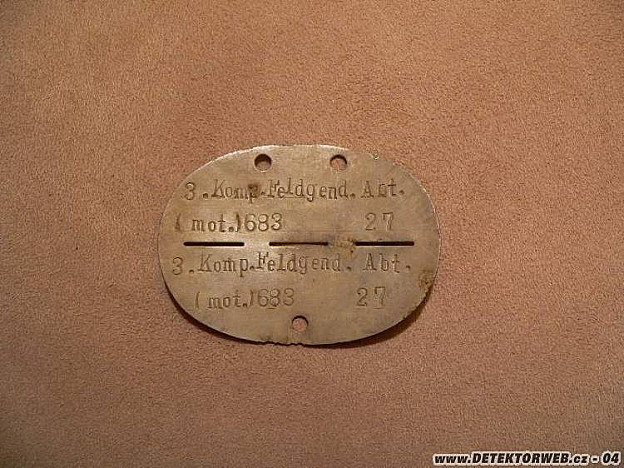 3.Komp.Feldgend. Abt.
(mot.)683 27
3.Komp.Feldgend. Abt.
(mot.)683 27
www.DETEKTORWEB.cz - 04